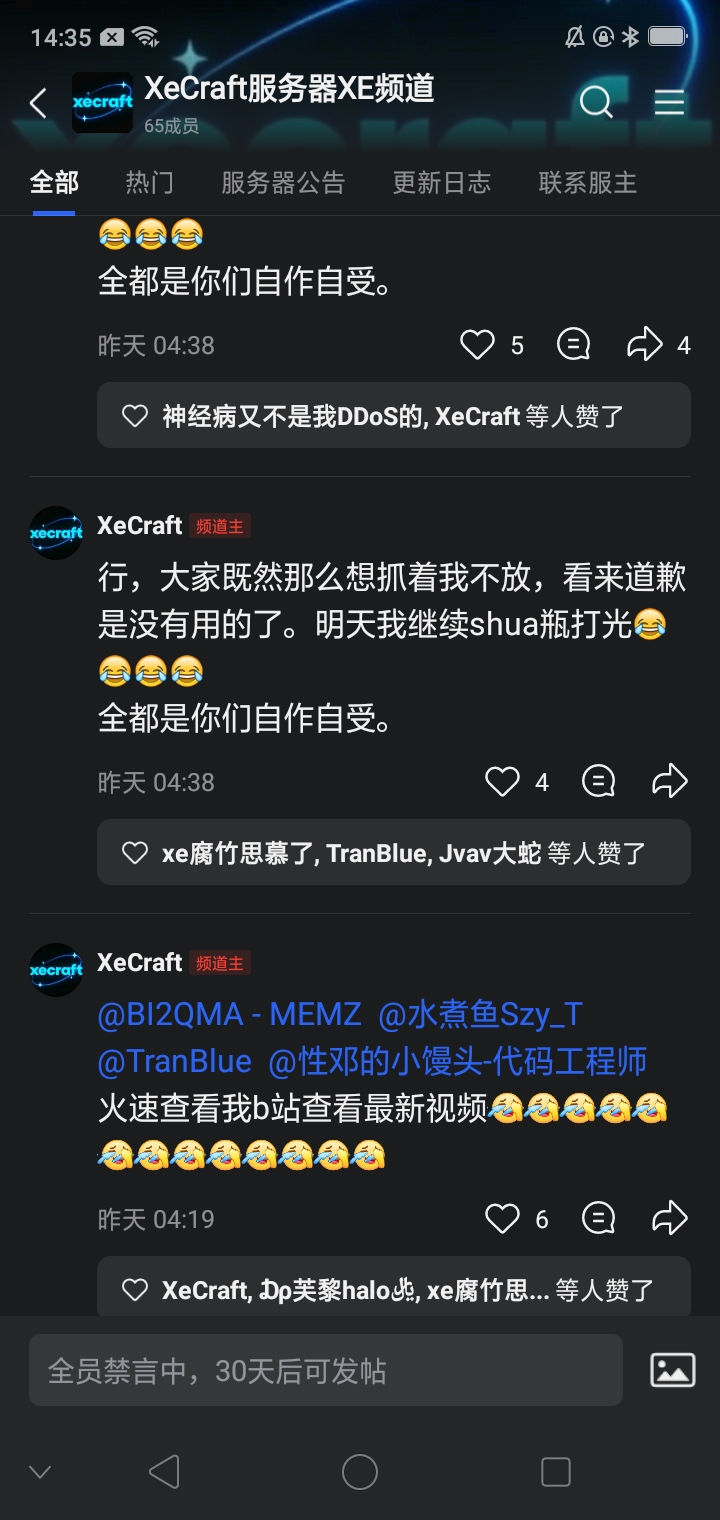 14:35
xecraft
XeCraft服务器XE频道
65成员
全部 热门 服务器公告 更新日志 联系服主
😂😂😂
全都是你们自作自受。
昨天 04:38 5 4
神经病又不是我DDoS的, XeCraft 等人赞了
xecraft
XeCraft 频道主
行，大家既然那么想抓着我不放，看来道歉
是没有用的了。明天我继续shua瓶打光😂
😂😂😂
全都是你们自作自受。
昨天 04:38 4
xe腐竹思慕了, TranBlue, Jvav大蛇 等人赞了
xecraft
XeCraft 频道主
@BI2QMA - MEMZ @水煮鱼Szy_T
@TranBlue @性邓的小馒头-代码工程师
火速查看我b站查看最新视频🤣🤣🤣🤣🤣
🤣🤣🤣🤣🤣🤣🤣🤣
昨天 04:19 6
XeCraft, 芙黎halo, xe腐竹思... 等人赞了
全员禁言中，30天后可发帖